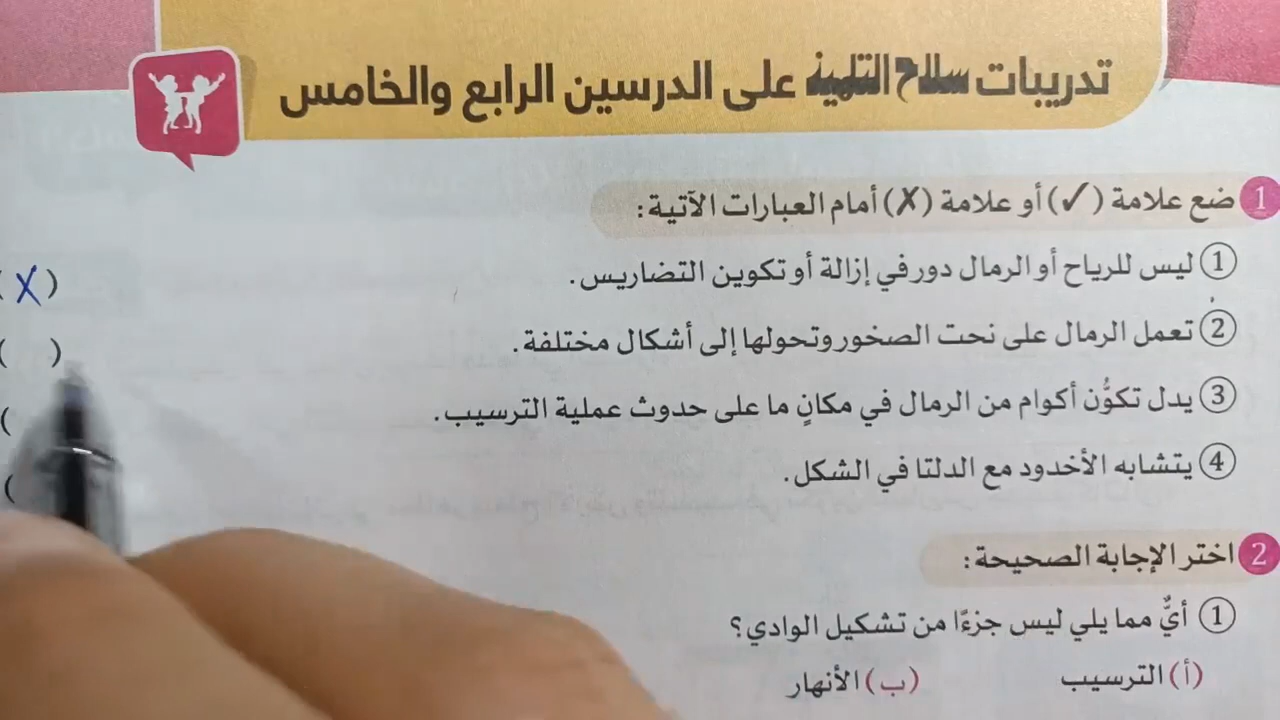 تدريبات سلاح التلميذ على الدرسين الرابع والخامس
1 ضع علامة (✓) أو علامة (✗) أمام العبارات الآتية:
① ليس للرياح أو الرمال دور في إزالة أو تكوين التضاريس. (X)
② تعمل الرمال على نحت الصخور وتحولها إلى أشكال مختلفة. ( )
③ يدل تكوُّن أكوام من الرمال في مكانٍ ما على حدوث عملية الترسيب. (
④ يتشابه الأخدود مع الدلتا في الشكل. (
2 اختر الإجابة الصحيحة:
① أيٌّ مما يلي ليس جزءًا من تشكيل الوادي؟
(أ) الترسيب (ب) الأنهار